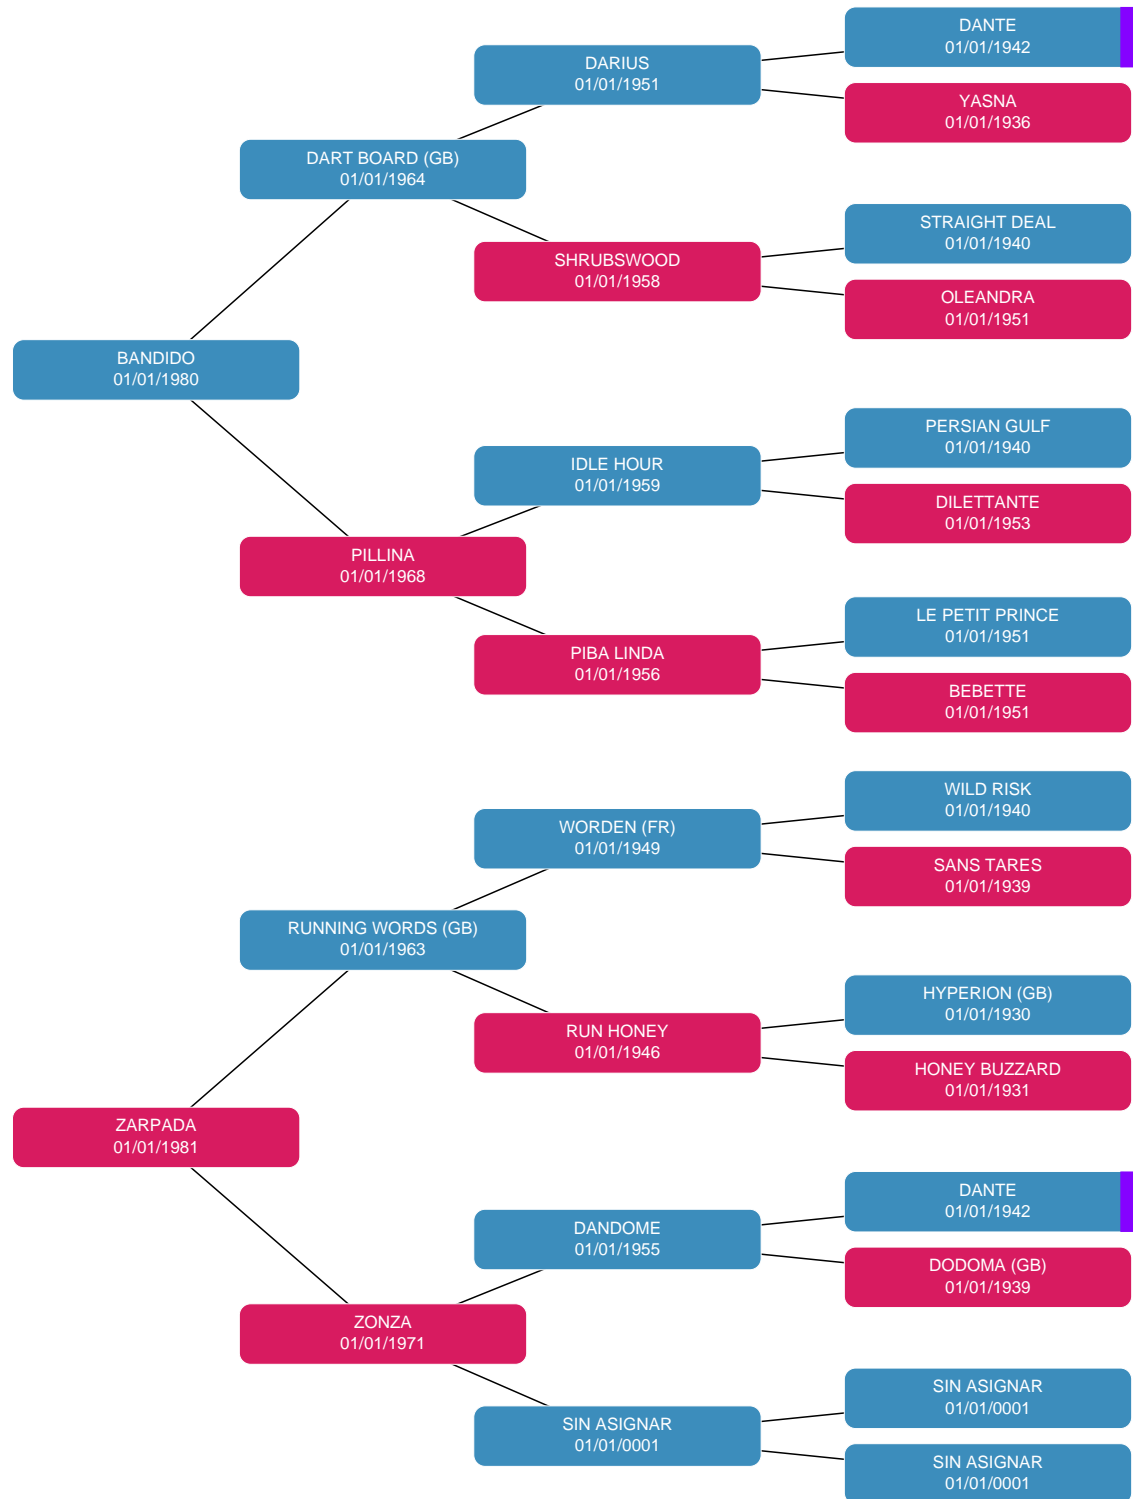 DANTE
01/01/1942
DARIUS
01/01/1951
YASNA
01/01/1936
DART BOARD (GB)
01/01/1964
STRAIGHT DEAL
01/01/1940
SHRUBSWOOD
01/01/1958
OLEANDRA
01/01/1951
BANDIDO
01/01/1980
PERSIAN GULF
01/01/1940
IDLE HOUR
01/01/1959
DILETTANTE
01/01/1953
PILLINA
01/01/1968
LE PETIT PRINCE
01/01/1951
PIBA LINDA
01/01/1956
BEBETTE
01/01/1951
WILD RISK
01/01/1940
WORDEN (FR)
01/01/1949
SANS TARES
01/01/1939
RUNNING WORDS (GB)
01/01/1963
HYPERION (GB)
01/01/1930
RUN HONEY
01/01/1946
HONEY BUZZARD
01/01/1931
ZARPADA
01/01/1981
DANTE
01/01/1942
DANDOME
01/01/1955
DODOMA (GB)
01/01/1939
ZONZA
01/01/1971
SIN ASIGNAR
01/01/0001
SIN ASIGNAR
01/01/0001
SIN ASIGNAR
01/01/0001